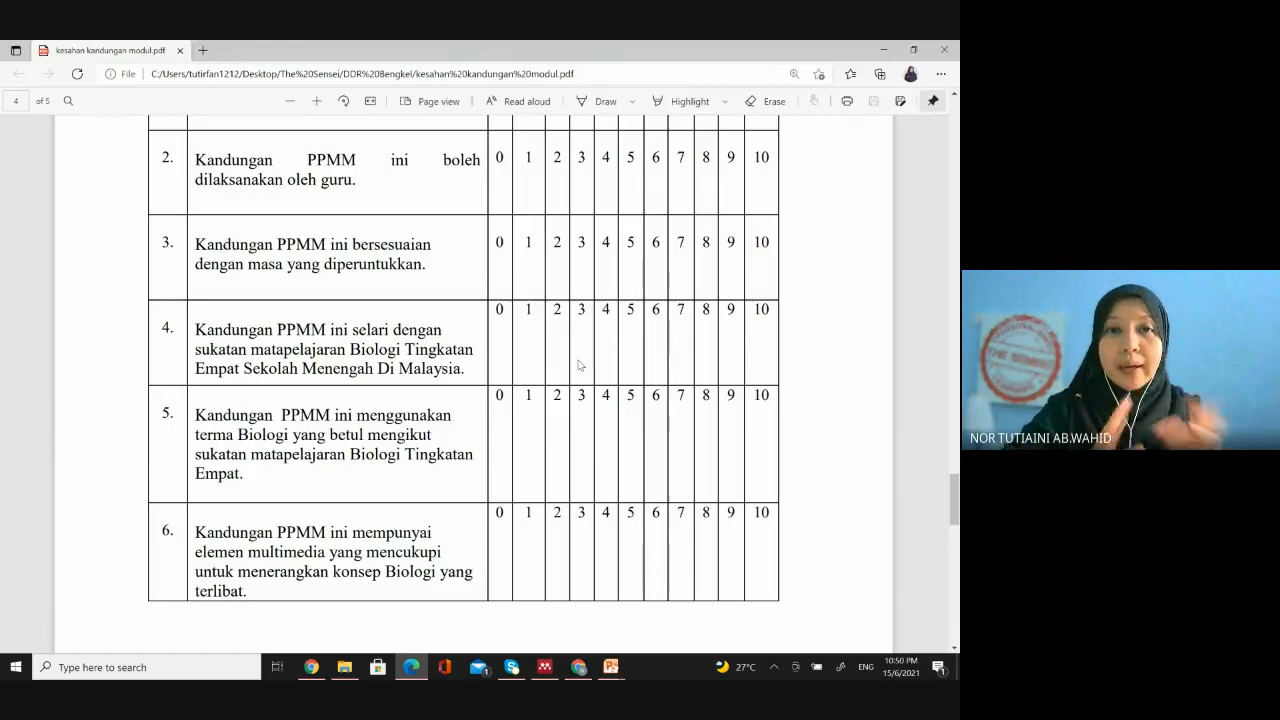 kesahan kandungan modul.pdf
File C:/Users/tutirfan1212/Desktop/The%20Sensei/DDR%20Bengkel/kesahan%20kandungan%20modul.pdf
4 of 5 Page view Read aloud Draw Highlight Erase
2. Kandungan PPMM ini boleh 0 1 2 3 4 5 6 7 8 9 10
dilaksanakan oleh guru.
3. Kandungan PPMM ini bersesuaian 0 1 2 3 4 5 6 7 8 9 10
dengan masa yang diperuntukkan.
0 1 2 3 4 5 6 7 8 9 10
4. Kandungan PPMM ini selari dengan
sukatan matapelajaran Biologi Tingkatan
Empat Sekolah Menengah Di Malaysia.
0 1 2 3 4 5 6 7 8 9 10
5. Kandungan PPMM ini menggunakan
terma Biologi yang betul mengikut
sukatan matapelajaran Biologi Tingkatan
Empat.
0 1 2 3 4 5 6 7 8 9 10
6. Kandungan PPMM ini mempunyai
elemen multimedia yang mencukupi
untuk menerangkan konsep Biologi yang
terlibat.
NOR TUTIAINI AB.WAHID
Type here to search
27°C ENG
10:50 PM
15/6/2021